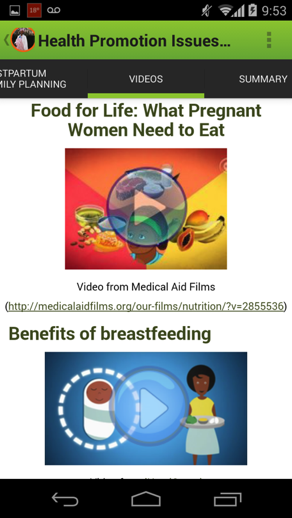 18°
9:53
Health Promotion Issues…
STPARTUM
MILY PLANNING
VIDEOS
SUMMARY
Food for Life: What Pregnant
Women Need to Eat
Video from Medical Aid Films
(http://medicalaidfilms.org/our-films/nutrition/?v=2855536)
Benefits of breastfeeding